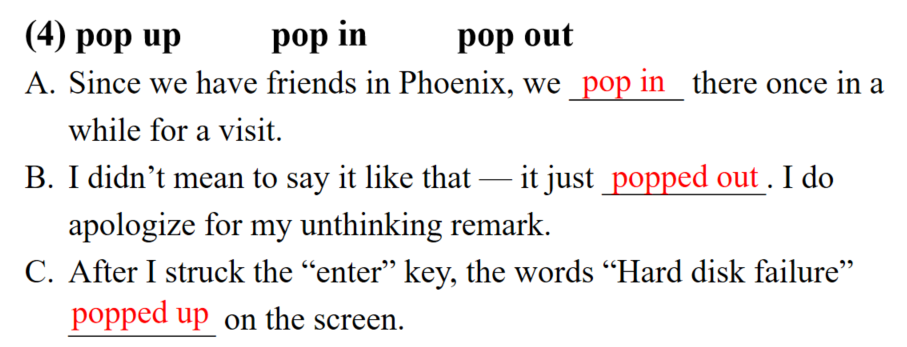 (4) pop up pop in pop out
A. Since we have friends in Phoenix, we pop in there once in a
while for a visit.
B. I didn’t mean to say it like that — it just popped out. I do
apologize for my unthinking remark.
C. After I struck the “enter” key, the words “Hard disk failure”
popped up on the screen.